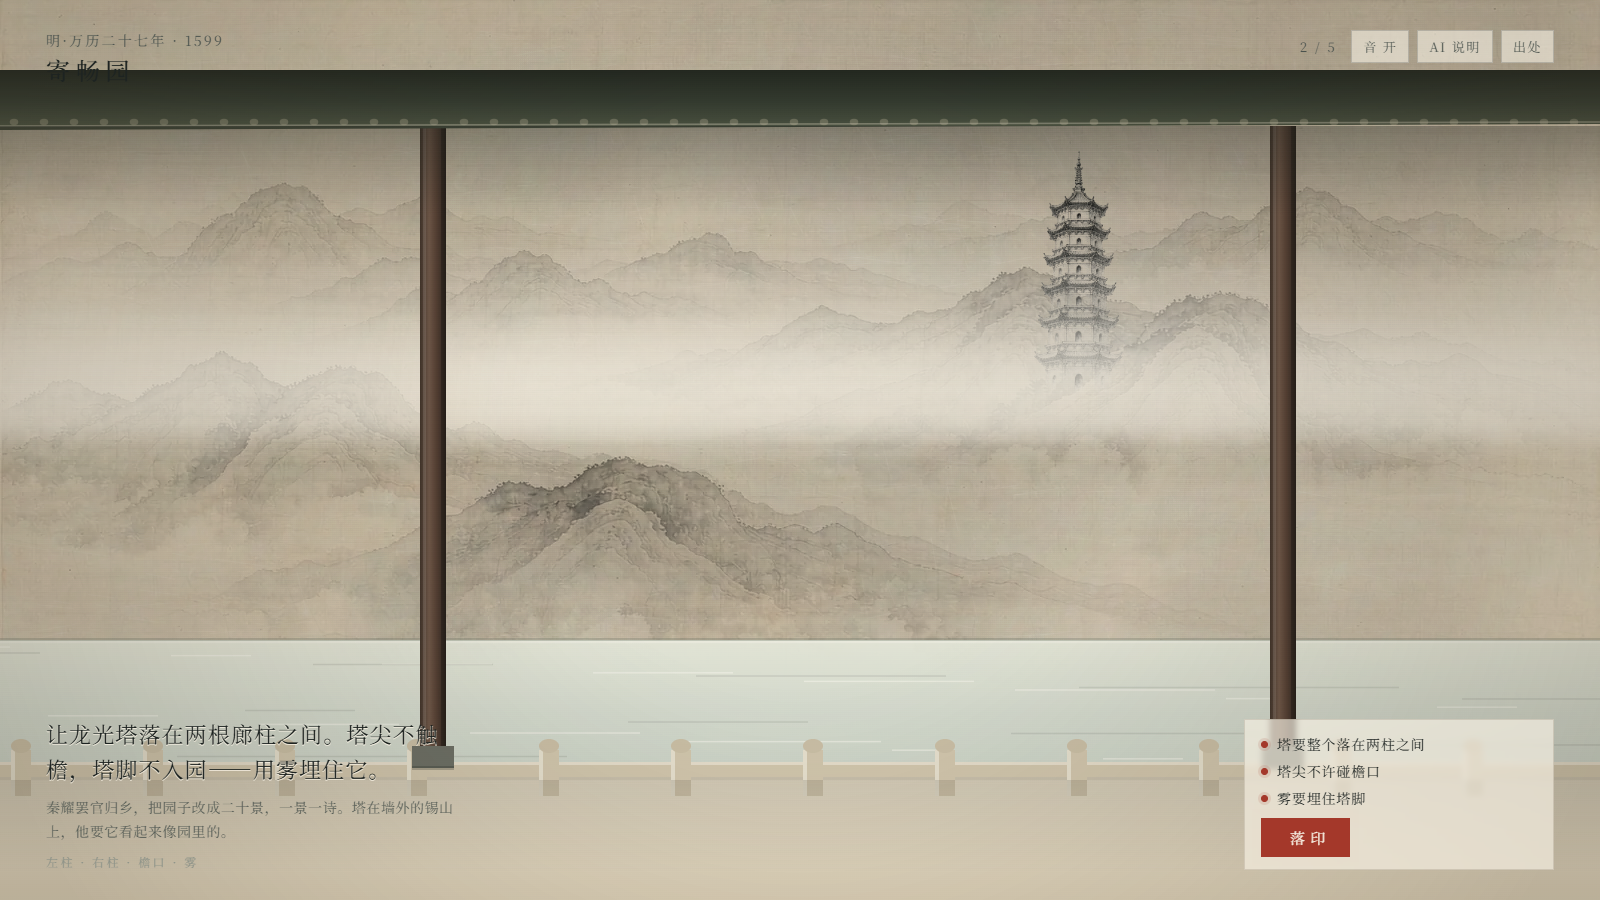 明·万历二十七年 · 1599
寄畅园
2 / 5
音 开
AI 说明
出处
让龙光塔落在两根廊柱之间。塔尖不触
檐，塔脚不入园——用雾埋住它。
秦耀罢官归乡，把园子改成二十景，一景一诗。塔在墙外的锡山
上，他要它看起来像园里的。
左柱 · 右柱 · 檐口 · 雾
塔要整个落在两柱之间
塔尖不许碰檐口
雾要埋住塔脚
落印